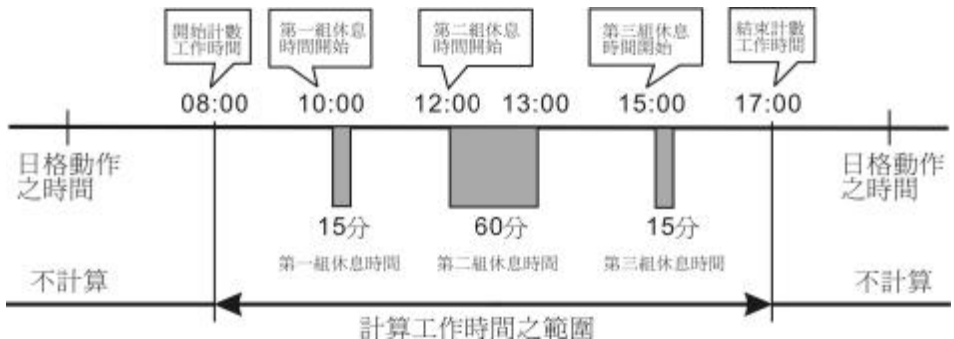 開始計數
工作時間
第一組休息
時間開始
第二組休息
時間開始
第三組休息
時間開始
結束計數
工作時間
08:00
10:00
12:00
13:00
15:00
17:00
日格動作
之時間
日格動作
之時間
15分
60分
15分
第一組休息時間
第二組休息時間
第三組休息時間
不計算
不計算
計算工作時間之範圍